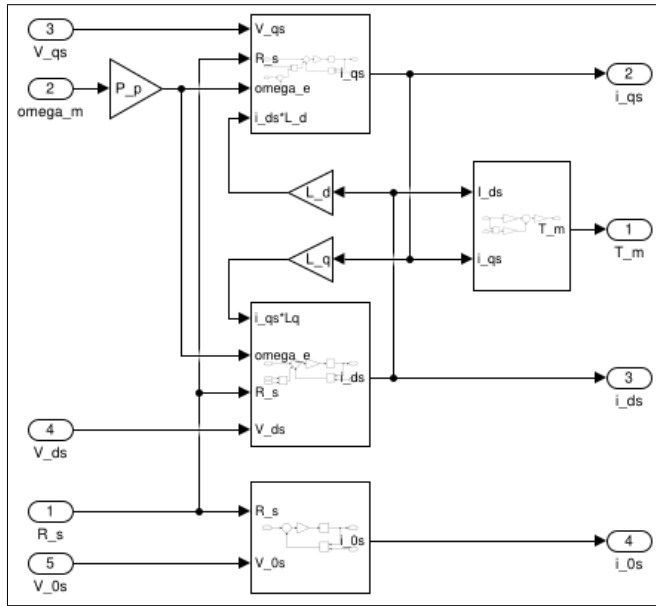 3
V_qs
2
omega_m
P_p
V_qs
R_s
omega_e
i_ds*L_d
i_qs
2
i_qs
L_d
L_q
I_ds
i_qs
T_m
1
T_m
i_qs*Lq
omega_e
R_s
V_ds
i_ds
3
i_ds
4
V_ds
1
R_s
5
V_0s
R_s
V_0s
i_0s
4
i_0s